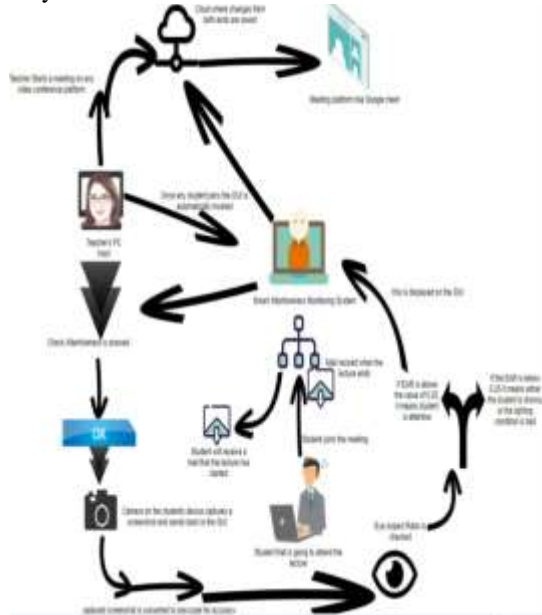 Cloud where changes from
both ends are saved
Teacher Starts a meeting on any
video conference platform
Meeting platform like Google meet
Once any student joins the GUI is
automatically invoked
Teacher's PC
Host
Smart Attentiveness Monitoring System
this is displayed on the GUI
Check Attentiveness is pressed
Mail received when the
lecture ends
If EAR is above
the value of 0.25
it means student
is attentive
If the EAR is below
0.25 it means either
the student is drowsy
or the lighting
condition is bad
OK
Student will receive a
mail that the lecture has
started
Student joins the meeting
Camera on the students device captures a
screenshot and sends back to the GUI
Eye Aspect Ratio is
checked
Student that is going to attend the
lecture
captured screenshot is converted to grayscale for accuracy